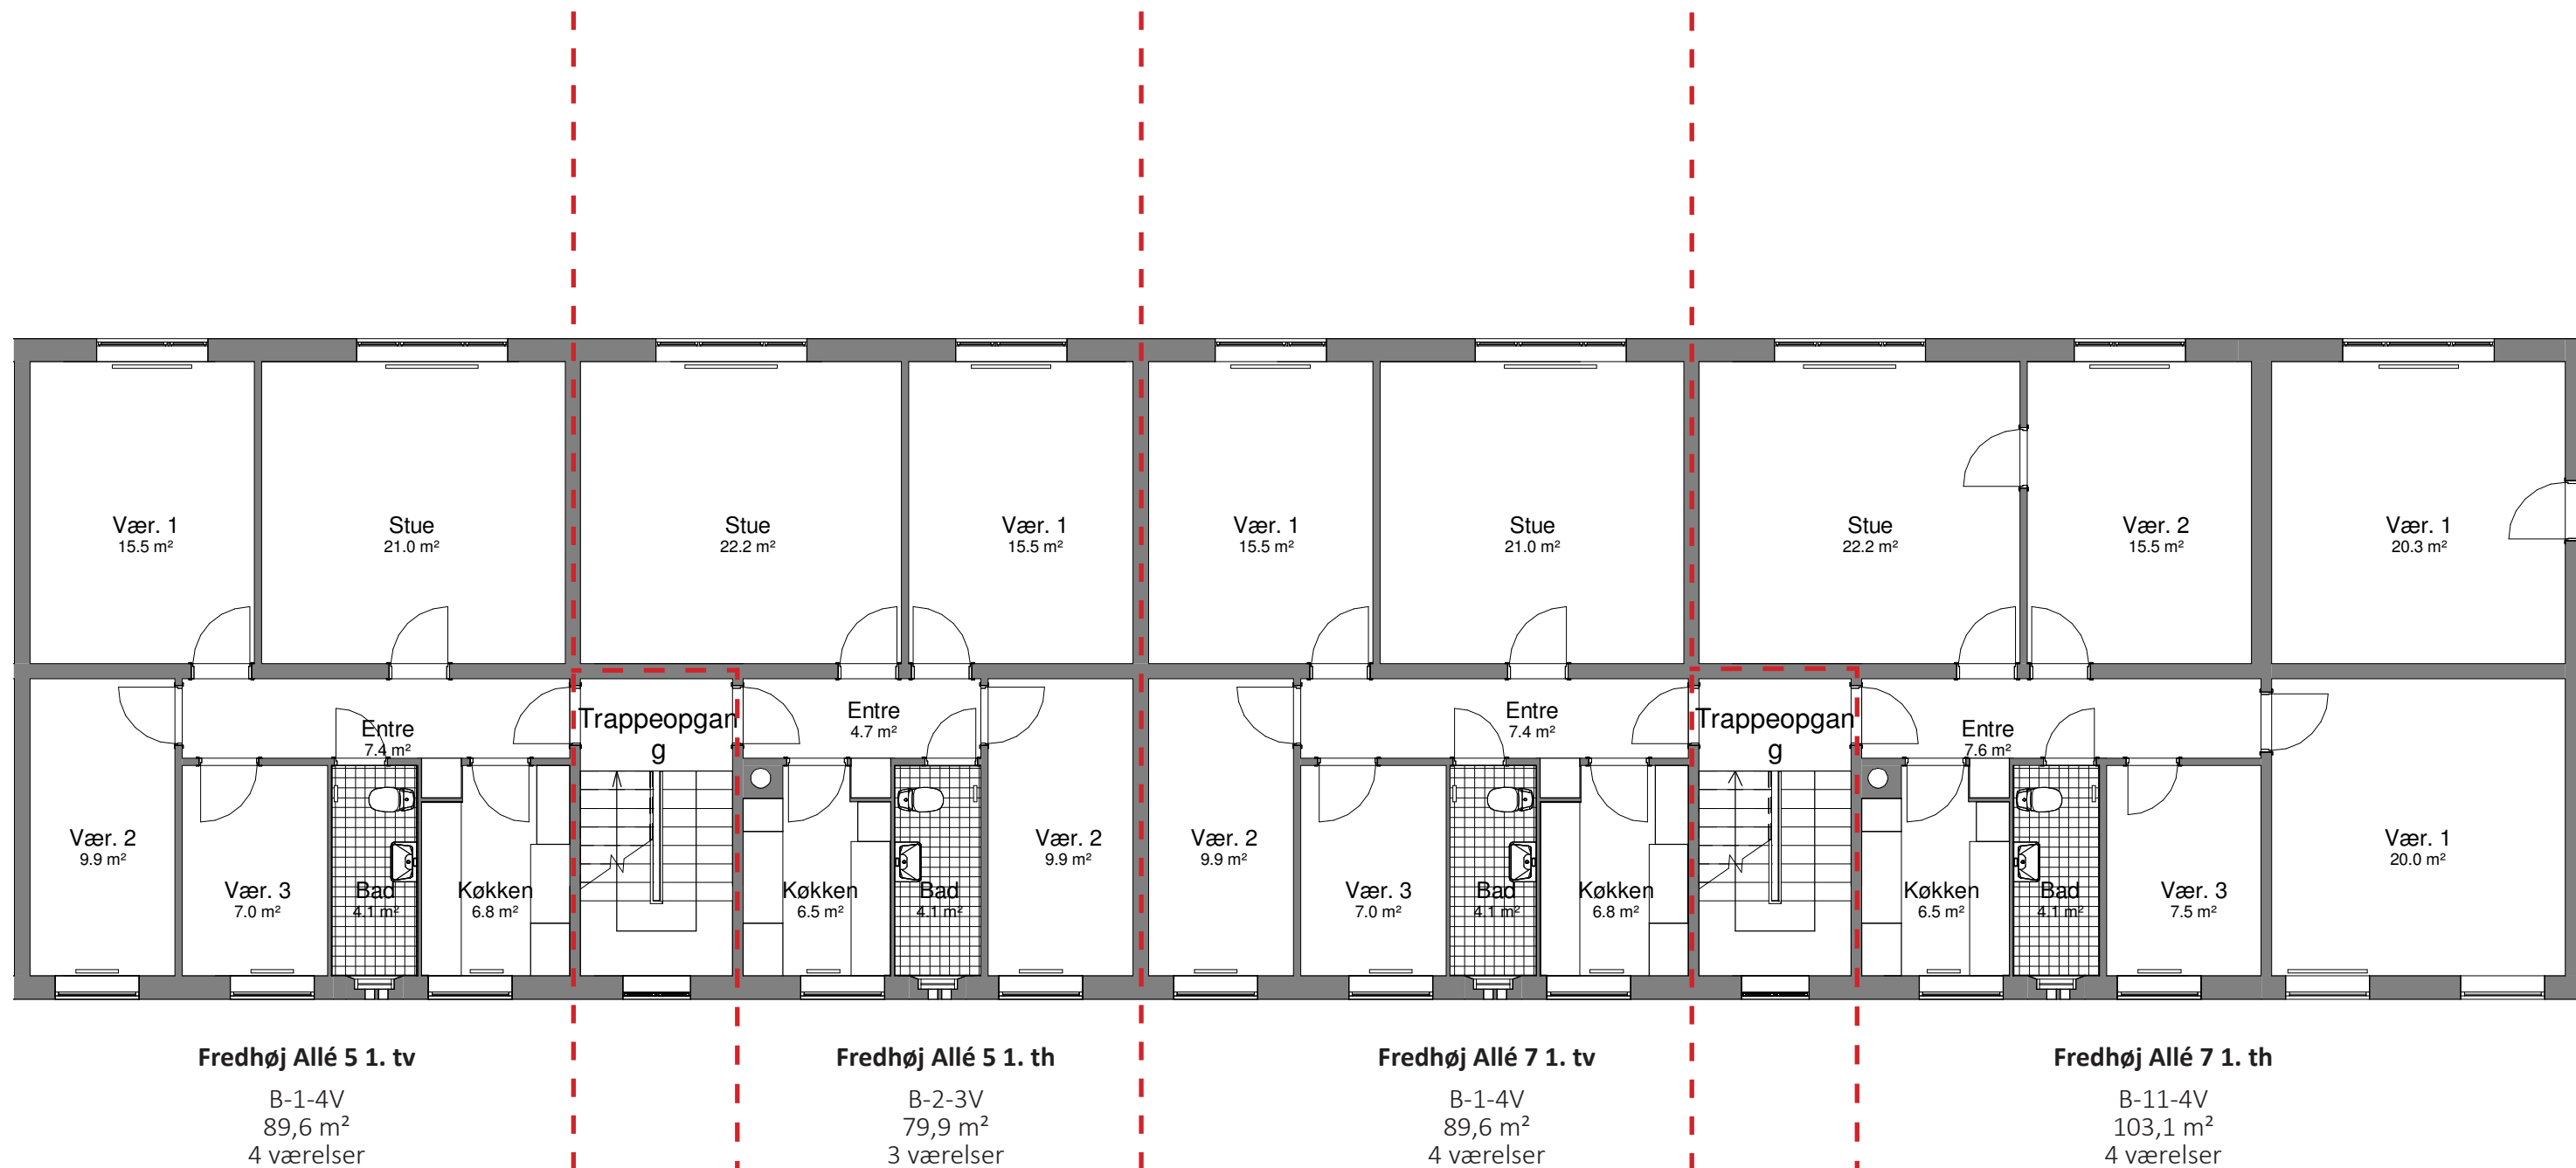 Vær. 1
15.5 m²
Stue
21.0 m²
Stue
22.2 m²
Vær. 1
15.5 m²
Vær. 1
15.5 m²
Stue
21.0 m²
Stue
22.2 m²
Vær. 2
15.5 m²
Vær. 1
20.3 m²
Entre
7.4 m²
Trappeopgan
g
Entre
4.7 m²
Entre
7.4 m²
Trappeopgan
g
Entre
7.6 m²
Vær. 2
9.9 m²
Vær. 3
7.0 m²
Bad
4.1 m²
Køkken
6.8 m²
Køkken
6.5 m²
Bad
4.1 m²
Vær. 2
9.9 m²
Vær. 2
9.9 m²
Vær. 3
7.0 m²
Bad
4.1 m²
Køkken
6.8 m²
Køkken
6.5 m²
Bad
4.1 m²
Vær. 3
7.5 m²
Vær. 1
20.0 m²
Fredhøj Allé 5 1. tv
B-1-4V
89,6 m²
4 værelser
Fredhøj Allé 5 1. th
B-2-3V
79,9 m²
3 værelser
Fredhøj Allé 7 1. tv
B-1-4V
89,6 m²
4 værelser
Fredhøj Allé 7 1. th
B-11-4V
103,1 m²
4 værelser